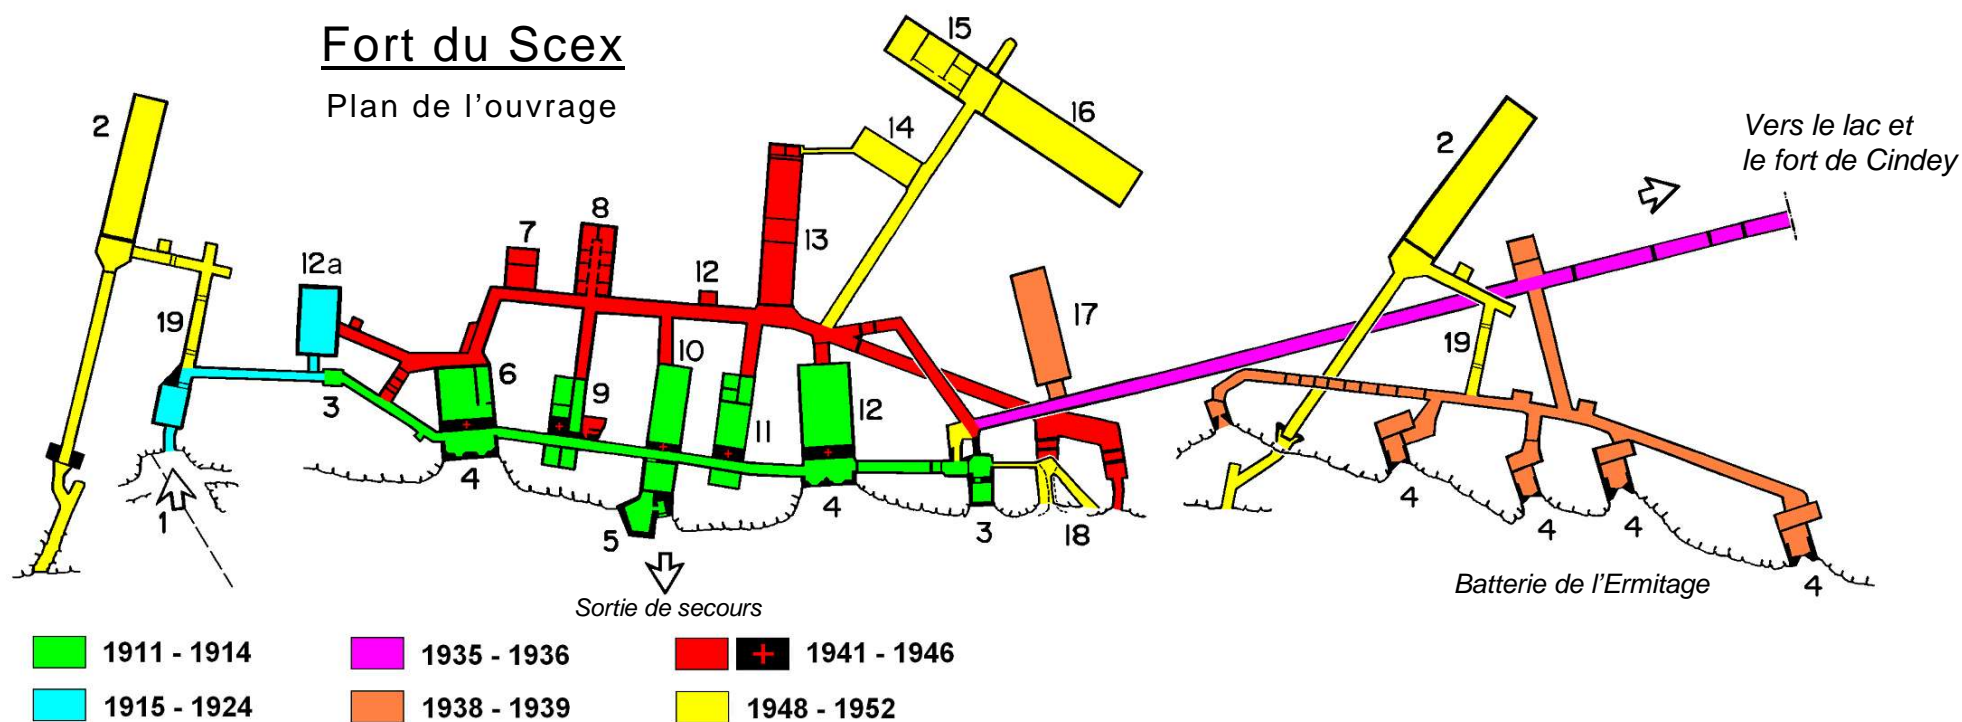 Fort du Scex
Plan de l'ouvrage
15
16
14
2
2
Vers le lac et
le fort de Cindey
8
7
13
12a
12
19
17
19
10
6
9
3
11
12
4
4
5
3
18
1
4
4
4
4
Sortie de secours
Batterie de l'Ermitage
1911 - 1914
1935 - 1936
1941 - 1946
1915 - 1924
1938 - 1939
1948 - 1952